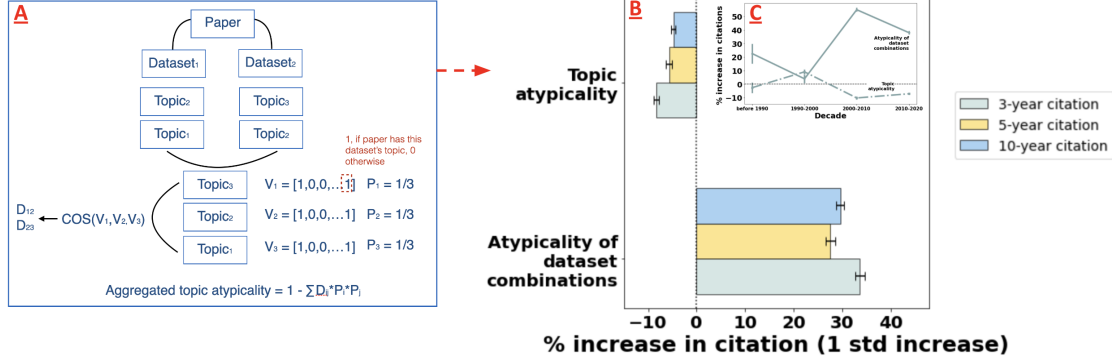 A
Paper
Dataset₁
Dataset₂
Topic₂
Topic₃
Topic₁
Topic₂
1, if paper has this
dataset's topic, 0
otherwise
Topic₃
V₁ = [1,0,0,...1]
P₁ = 1/3
Topic₂
V₂ = [1,0,0,...1]
P₂ = 1/3
Topic₁
V₃ = [1,0,0,...1]
P₃ = 1/3
D₁₂
D₂₃
COS(V₁,V₂,V₃)
Aggregated topic atypicality = 1 - ∑Dᵢⱼ*Pᵢ*Pⱼ
B
Topic
atypicality
Atypicality of
dataset
combinations
−10 0 10 20 30 40
% increase in citation (1 std increase)
C
% increase in citations
50
40
30
20
10
0
−10
Atypicality of
dataset
combinations
Topic
atypicality
before 1990 1990-2000 2000-2010 2010-2020
Decade
3-year citation
5-year citation
10-year citation